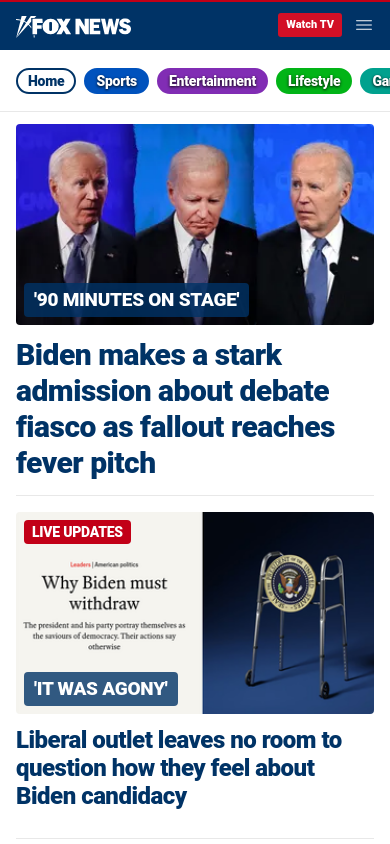 FOX NEWS
Watch TV
Home
Sports
Entertainment
Lifestyle
Ga
'90 MINUTES ON STAGE'
Biden makes a stark
admission about debate
fiasco as fallout reaches
fever pitch
LIVE UPDATES
Leaders | American politics
Why Biden must
withdraw
The president and his party portray themselves as
the saviours of democracy. Their actions say
otherwise
'IT WAS AGONY'
Liberal outlet leaves no room to
question how they feel about
Biden candidacy